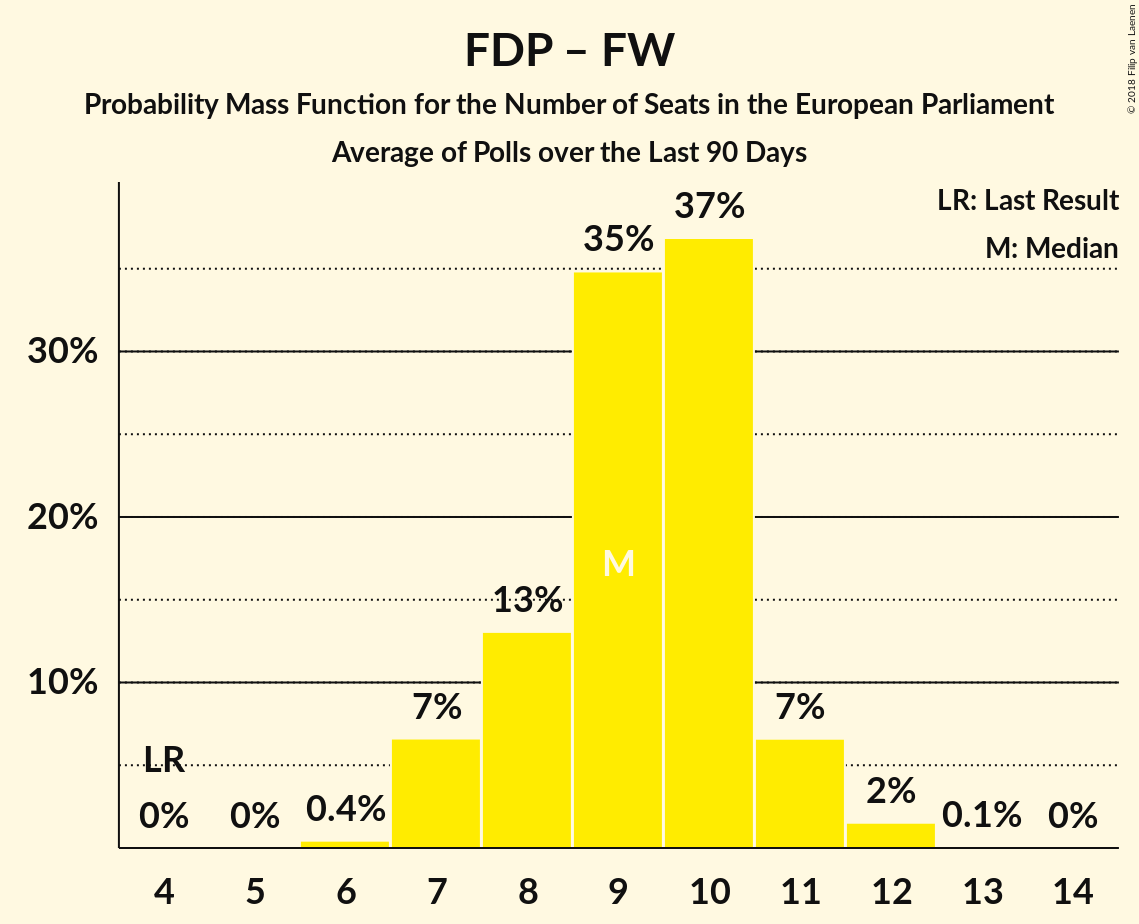 FDP – FW
Probability Mass Function for the Number of Seats in the European Parliament
Average of Polls over the Last 90 Days
© 2018 Filip van Laenen
LR: Last Result
M: Median
37%
35%
30%
20%
M
13%
10%
7%
7%
LR
2%
0%
0%
0.4%
0.1%
0%
4 5 6 7 8 9 10 11 12 13 14